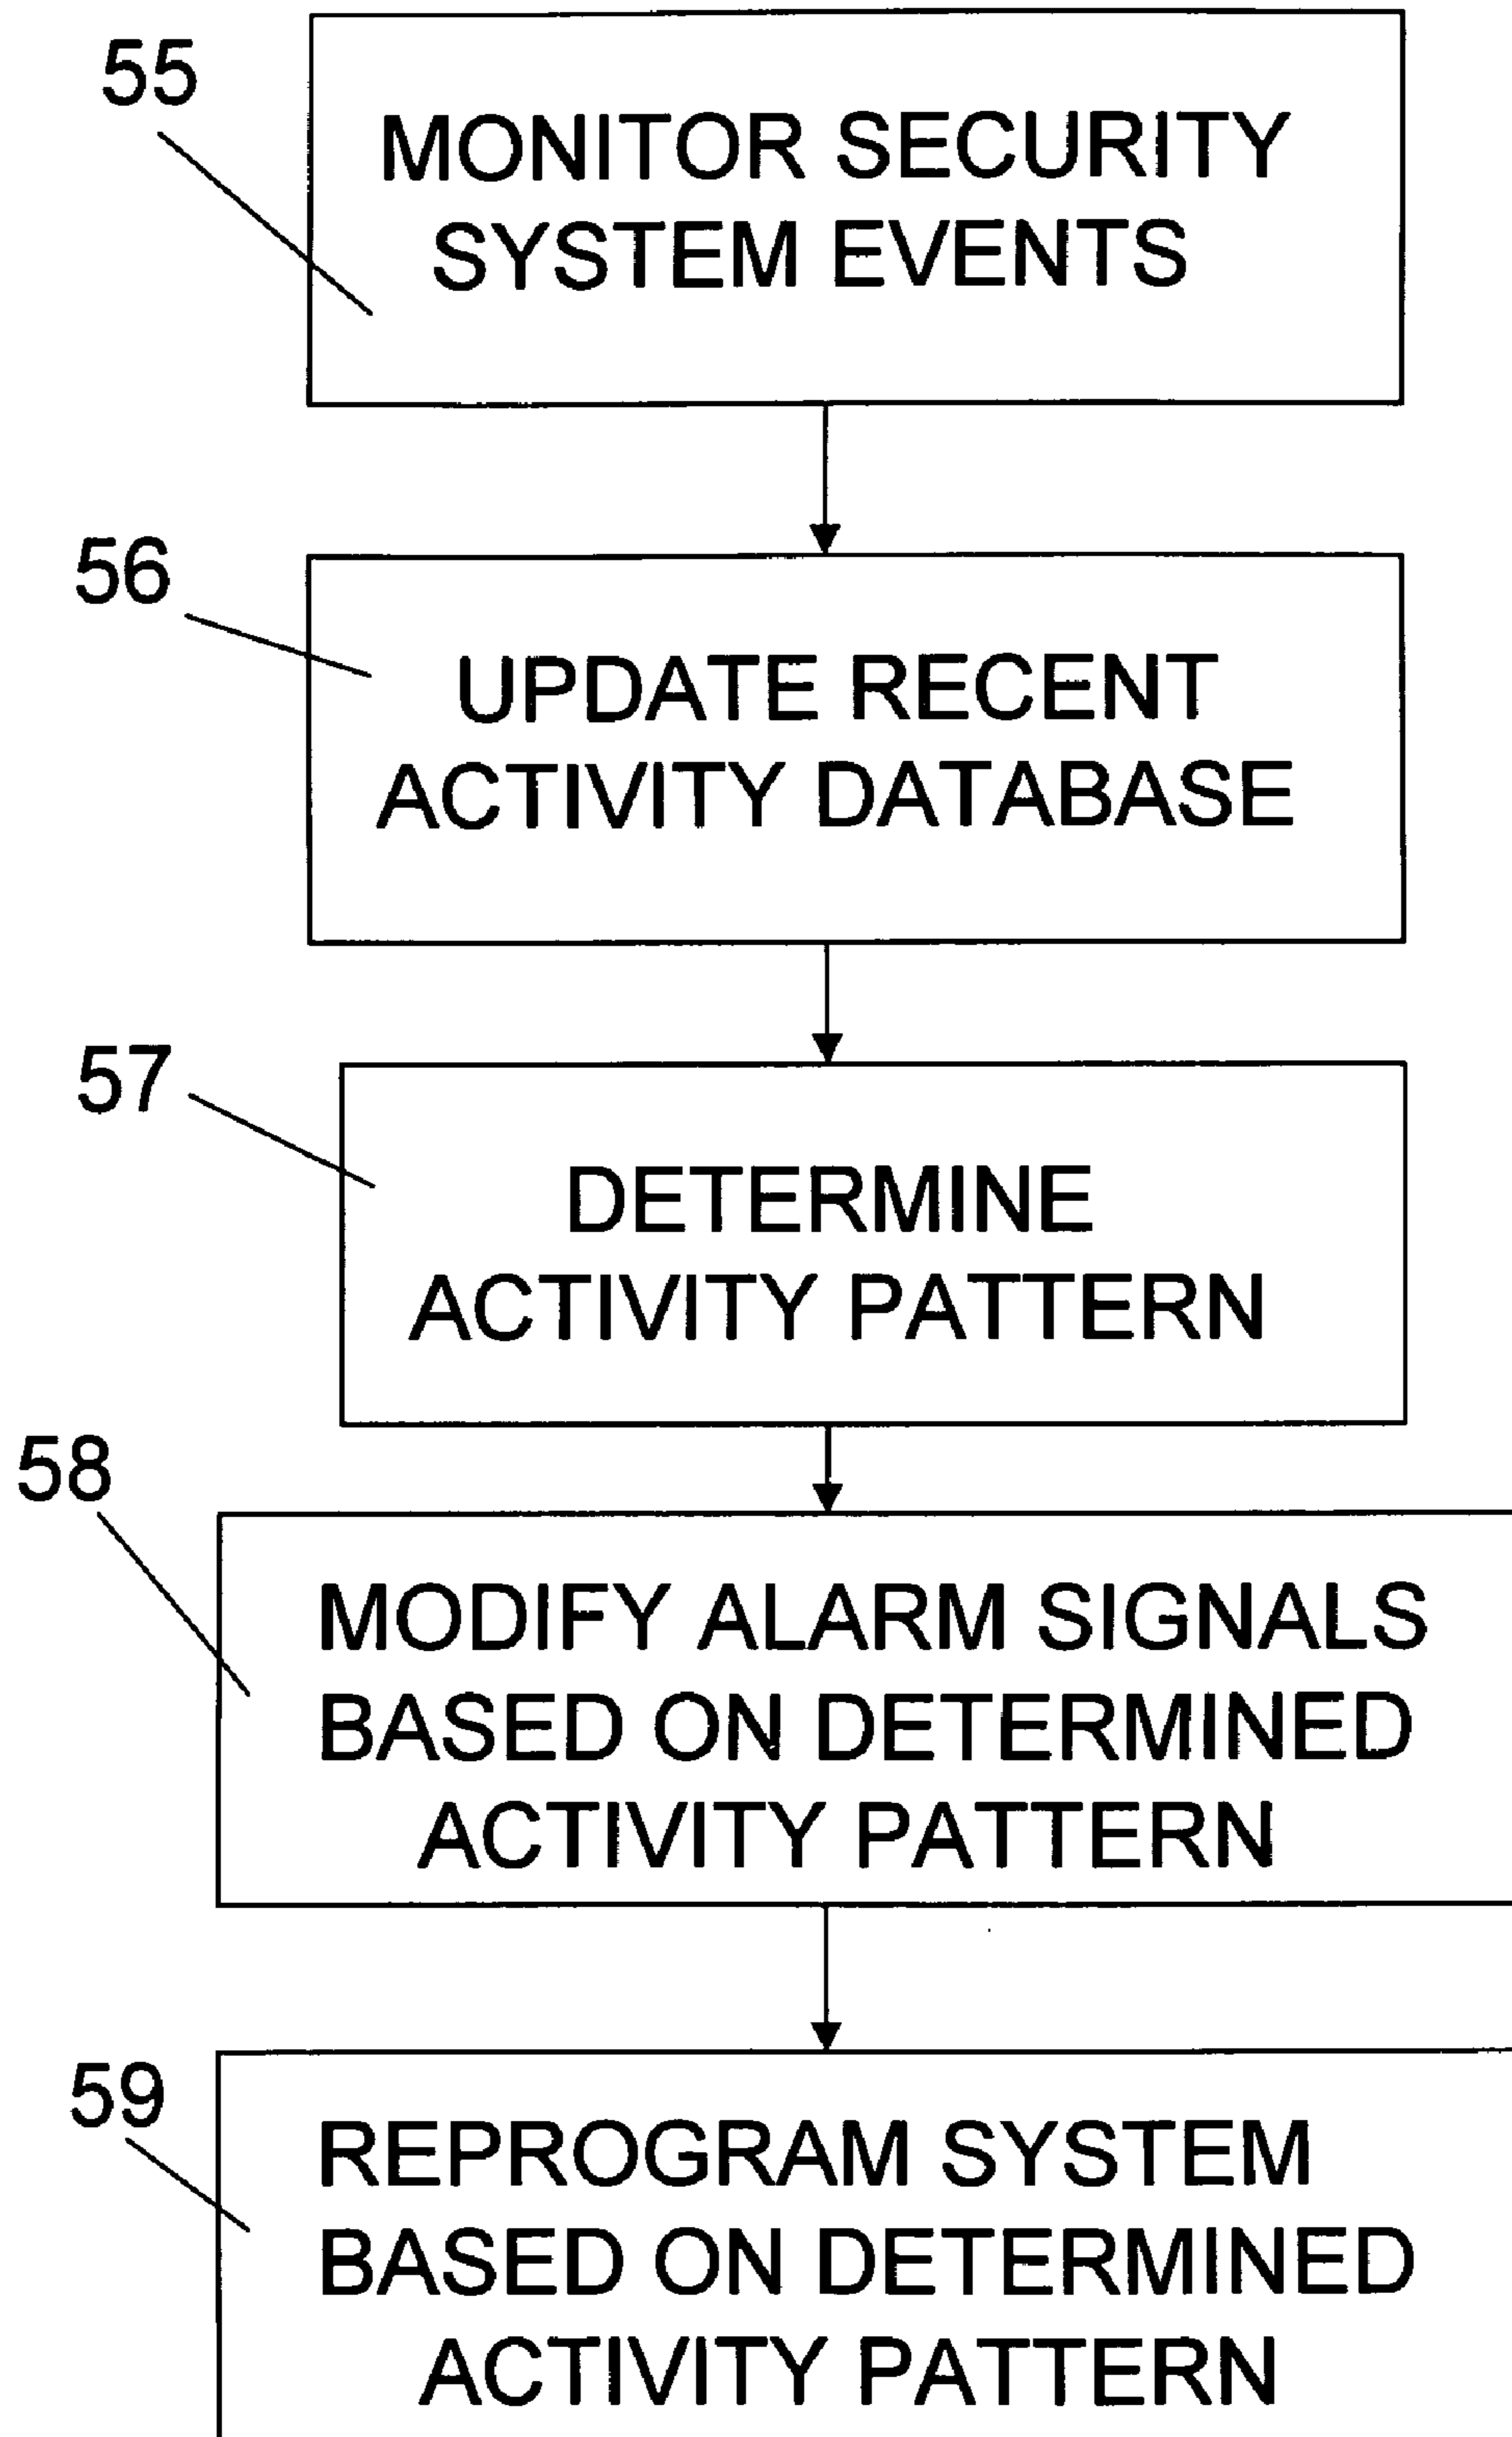 55
MONITOR SECURITY
SYSTEM EVENTS
56
UPDATE RECENT
ACTIVITY DATABASE
57
DETERMINE
ACTIVITY PATTERN
58
MODIFY ALARM SIGNALS
BASED ON DETERMINED
ACTIVITY PATTERN
59
REPROGRAM SYSTEM
BASED ON DETERMINED
ACTIVITY PATTERN